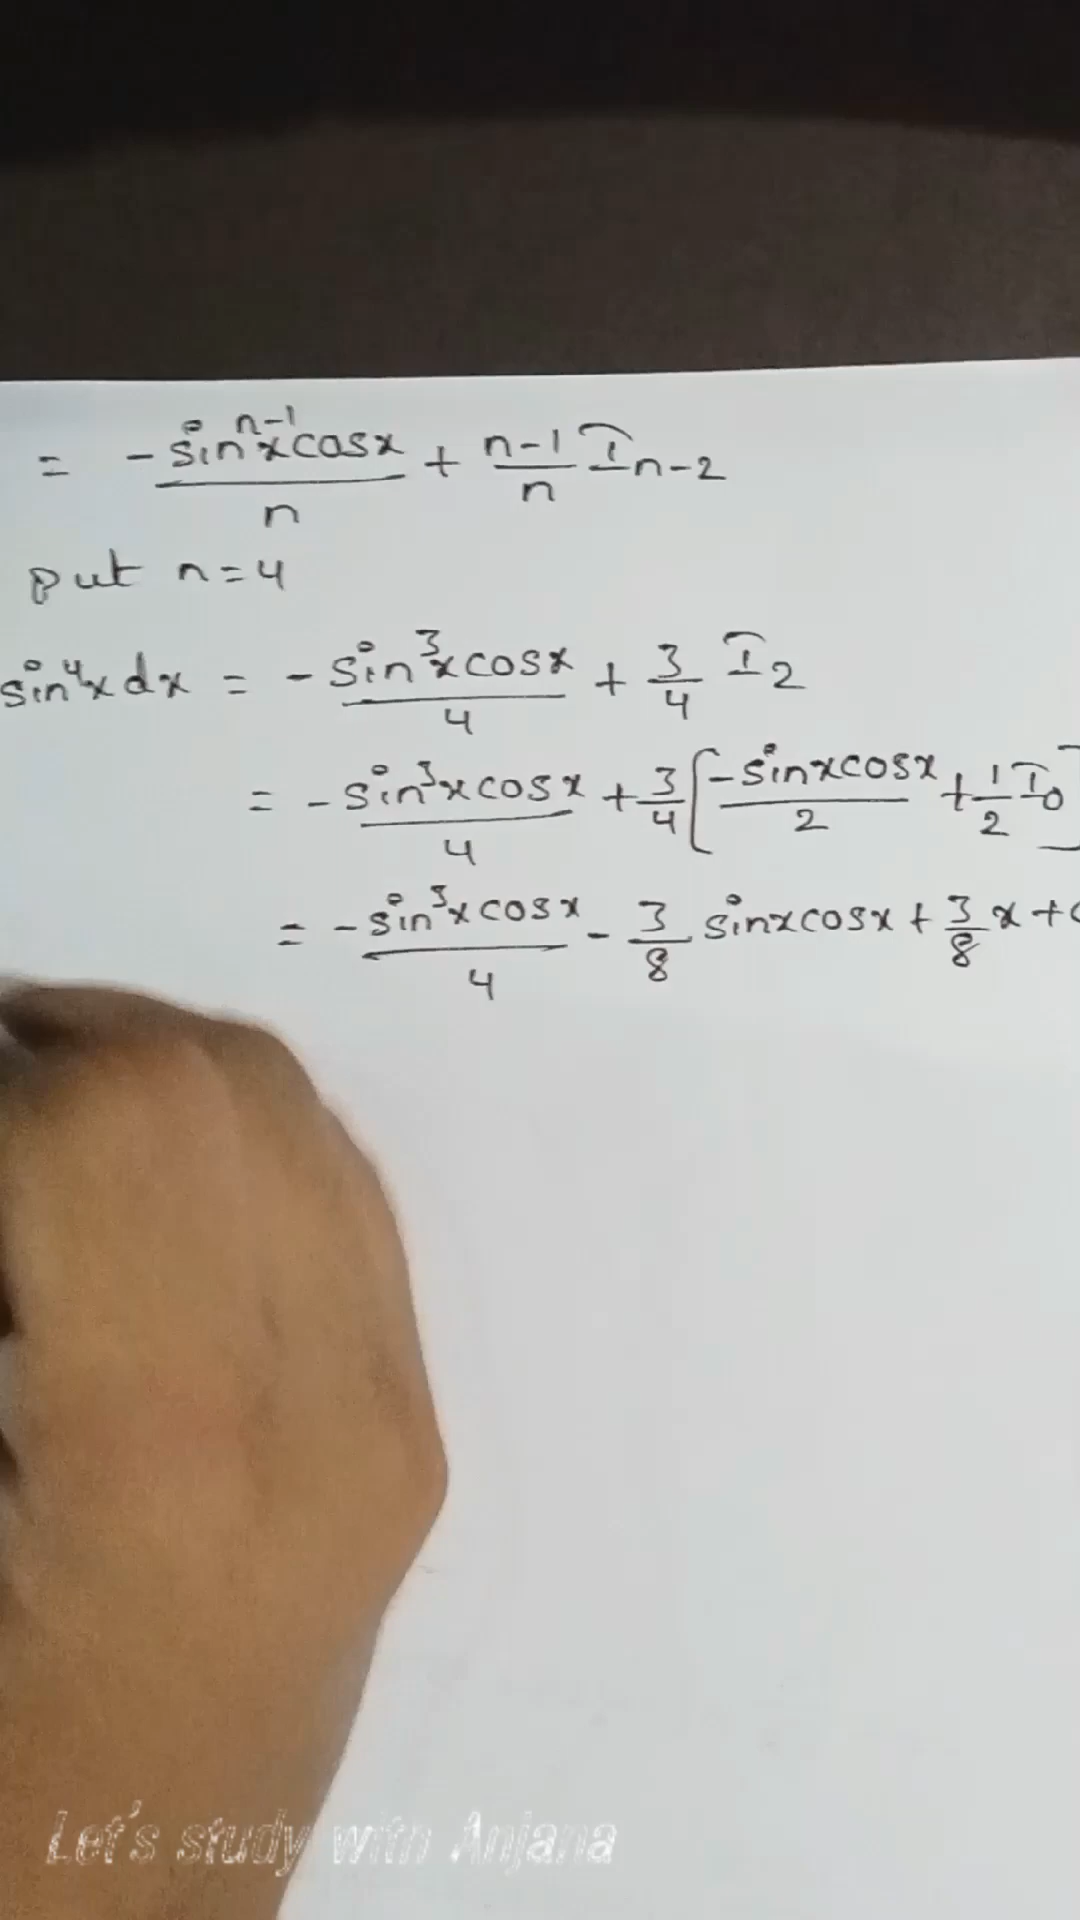 = -sin^{n-1}x cosx / n + n-1/n I_{n-2}
put n=4
sin^4x dx = -sin^3x cosx / 4 + 3/4 I_2
= -sin^3x cosx / 4 + 3/4 [-sinx cosx / 2 + 1/2 I_0]
= -sin^3x cosx / 4 - 3/8 sinx cosx + 3/8 x + c
Let's study with Anjana